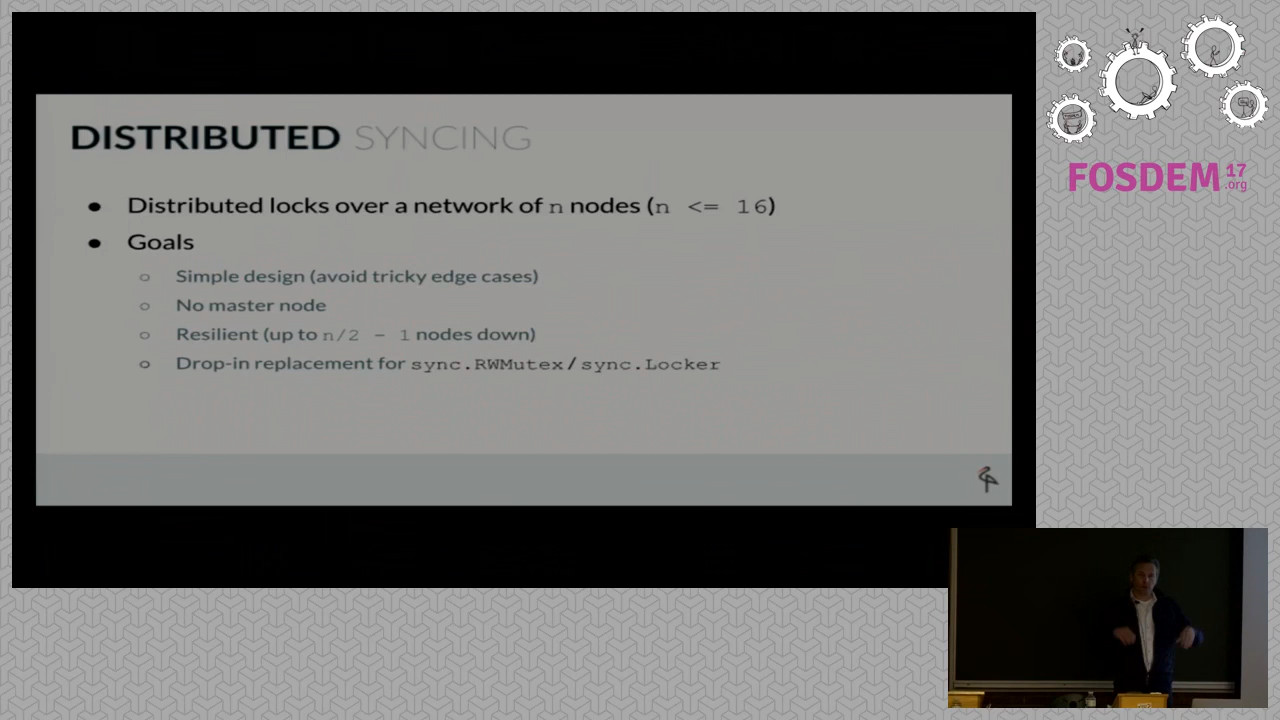 DISTRIBUTED SYNCING
● Distributed locks over a network of n nodes (n <= 16)
● Goals
○ Simple design (avoid tricky edge cases)
○ No master node
○ Resilient (up to n/2 - 1 nodes down)
○ Drop-in replacement for sync.RWMutex/sync.Locker
FOSDEM 17 .org